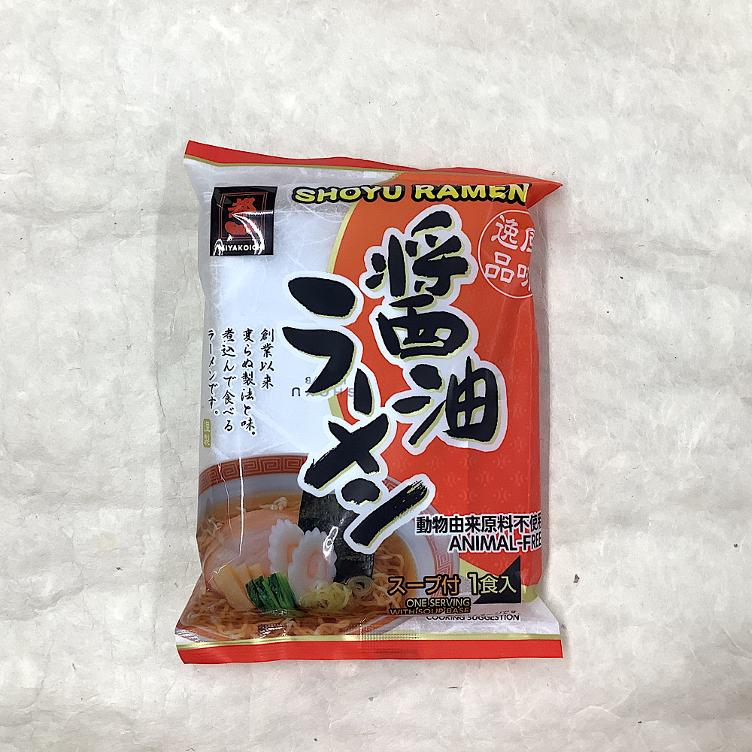 SHOYU RAMEN
MIYAKOICHI
逸
品
醤油
ラーメン
創業以来
変らぬ製法と味。
煮込んで食べる
ラーメンです。
動物由来原料不使用
ANIMAL-FREE
スープ付 1食入
ONE SERVING
WITH SOUP BASE
COOKING SUGGESTION